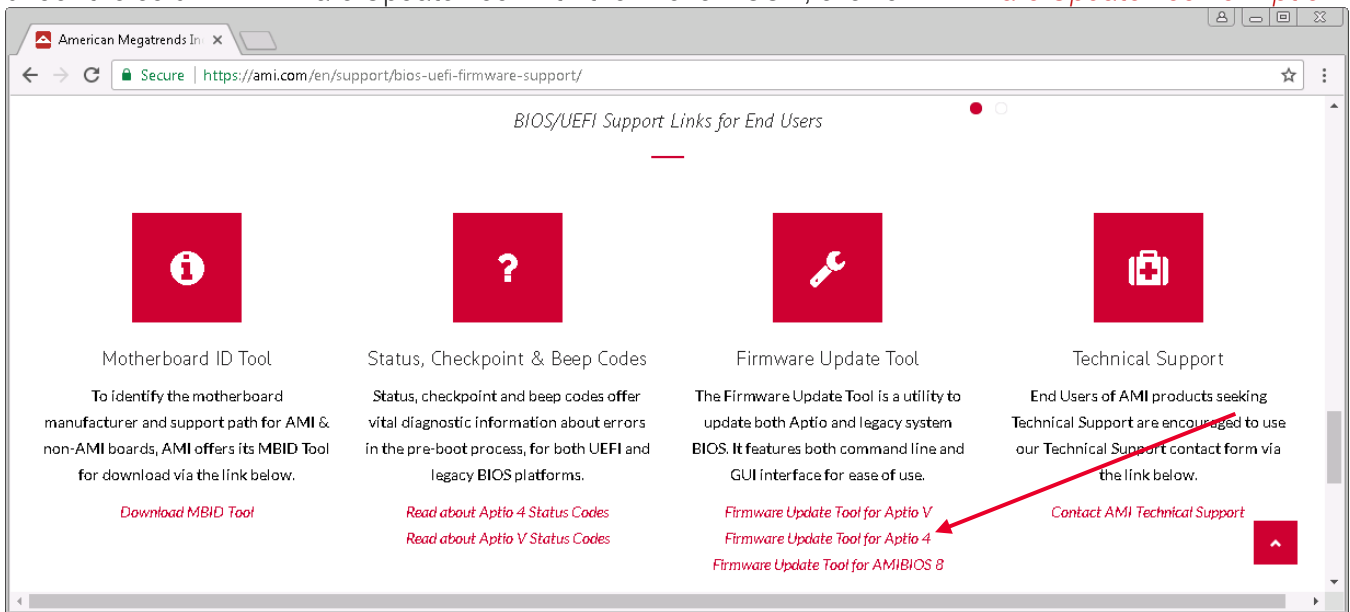 American Megatrends In
Secure | https://ami.com/en/support/bios-uefi-firmware-support/
BIOS/UEFI Support Links for End Users
Motherboard ID Tool
To identify the motherboard
manufacturer and support path for AMI &
non-AMI boards, AMI offers its MBID Tool
for download via the link below.
Download MBID Tool
Status, Checkpoint & Beep Codes
Status, checkpoint and beep codes offer
vital diagnostic information about errors
in the pre-boot process, for both UEFI and
legacy BIOS platforms.
Read about Aptio 4 Status Codes
Read about Aptio V Status Codes
Firmware Update Tool
The Firmware Update Tool is a utility to
update both Aptio and legacy system
BIOS. It features both command line and
GUI interface for ease of use.
Firmware Update Tool for Aptio V
Firmware Update Tool for Aptio 4
Firmware Update Tool for AMIBIOS 8
Technical Support
End Users of AMI products seeking
Technical Support are encouraged to use
our Technical Support contact form via
the link below.
Contact AMI Technical Support